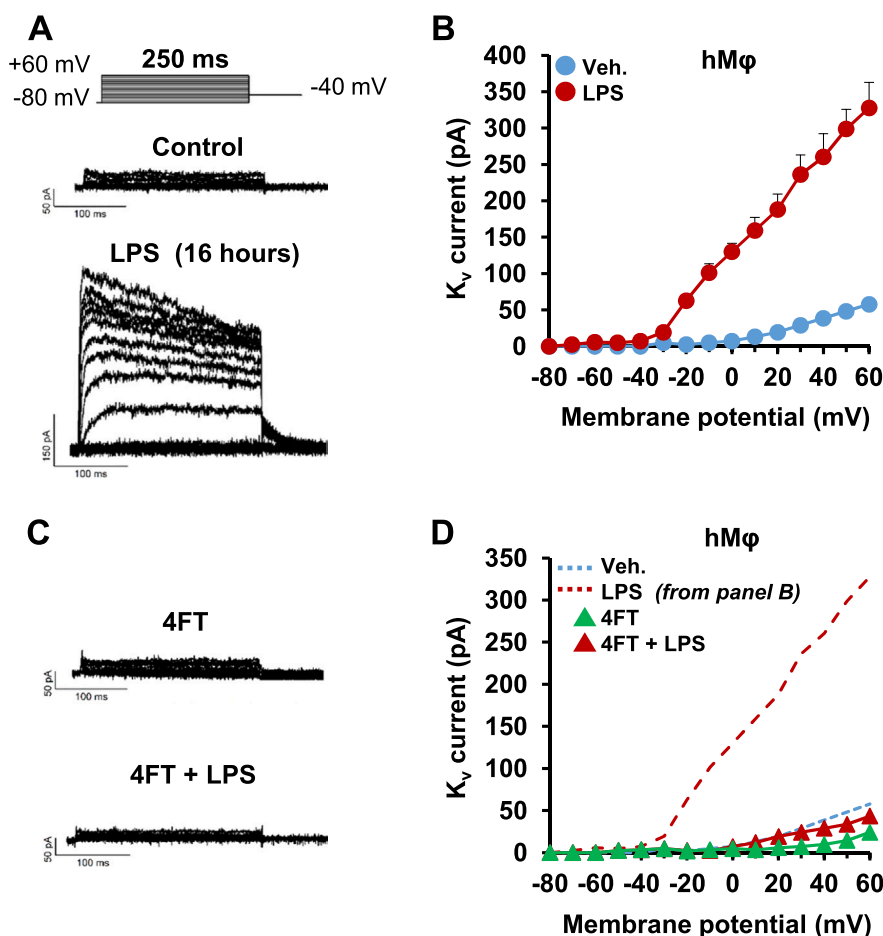 A
+60 mV
250 ms
-80 mV
-40 mV
Control
50 pA
100 ms
LPS (16 hours)
150 pA
100 ms
B
hMφ
Veh.
LPS
Kv current (pA)
400
350
300
250
200
150
100
50
0
-80 -60 -40 -20 0 20 40 60
Membrane potential (mV)
C
4FT
50 pA
100 ms
4FT + LPS
50 pA
100 ms
D
hMφ
Veh.
LPS (from panel B)
4FT
4FT + LPS
Kv current (pA)
350
300
250
200
150
100
50
0
-80 -60 -40 -20 0 20 40 60
Membrane potential (mV)